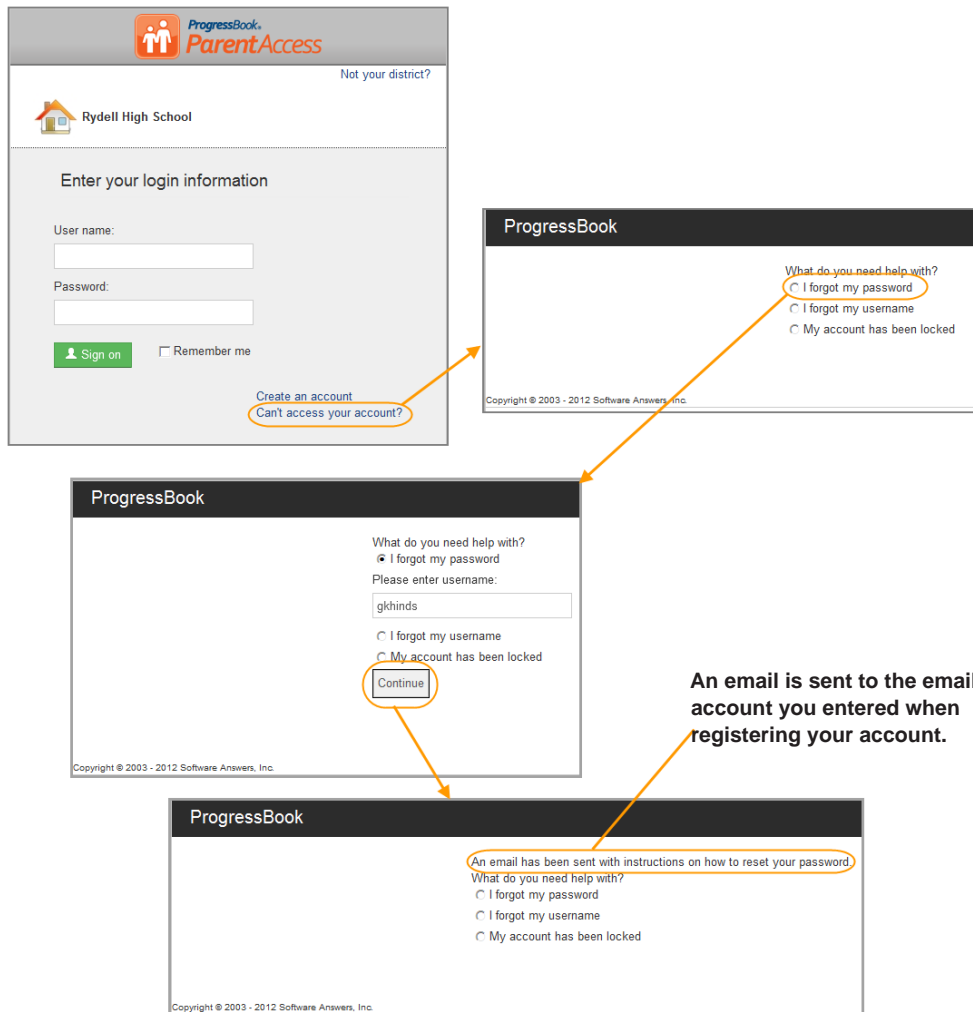 ProgressBook.
ParentAccess
Not your district?
Rydell High School
Enter your login information
User name:
Password:
Sign on
Remember me
Create an account
Can't access your account?
ProgressBook
What do you need help with?
I forgot my password
I forgot my username
My account has been locked
Copyright © 2003 - 2012 Software Answers, Inc.
ProgressBook
What do you need help with?
I forgot my password
Please enter username:
gkhinds
I forgot my username
My account has been locked
Continue
Copyright © 2003 - 2012 Software Answers, Inc.
An email is sent to the email
account you entered when
registering your account.
ProgressBook
An email has been sent with instructions on how to reset your password.
What do you need help with?
I forgot my password
I forgot my username
My account has been locked
Copyright © 2003 - 2012 Software Answers, Inc.